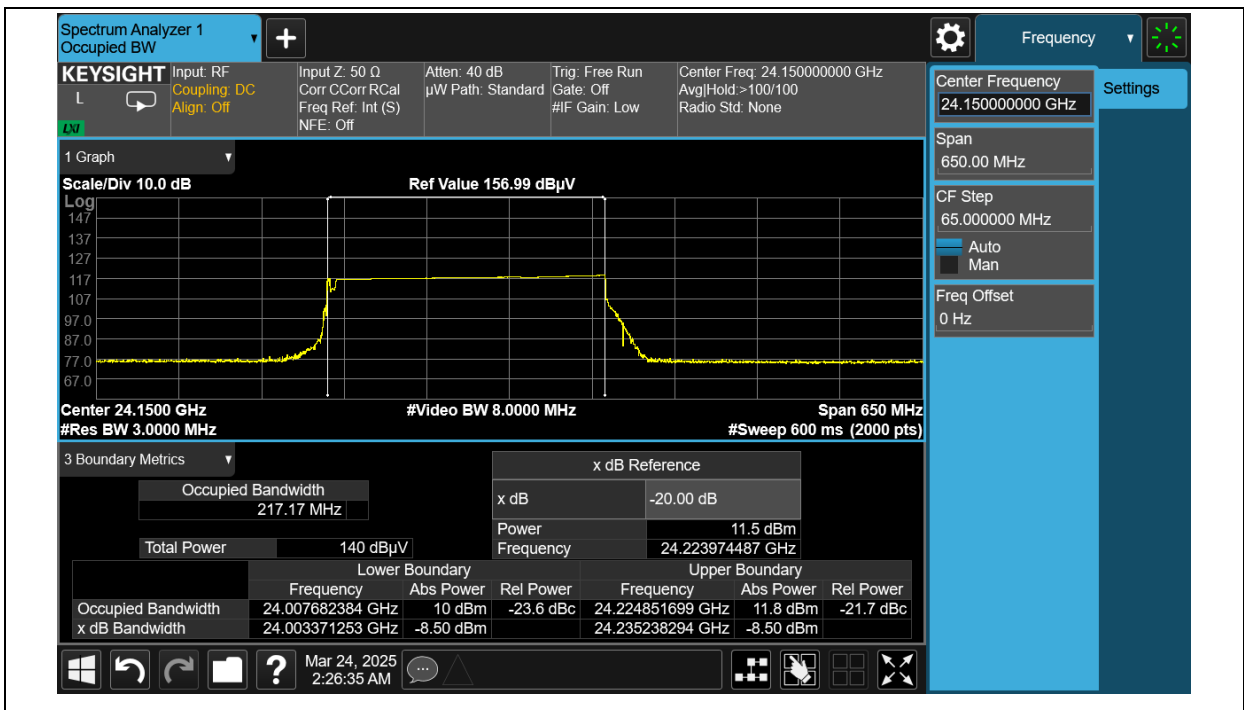 Spectrum Analyzer 1
Occupied BW
Frequency
KEYSIGHT
L
LXI
Input: RF
Coupling: DC
Align: Off
Input Z: 50 Ω
Corr CCorr RCal
Freq Ref: Int (S)
NFE: Off
Atten: 40 dB
µW Path: Standard
Trig: Free Run
Gate: Off
#IF Gain: Low
Center Freq: 24.150000000 GHz
Avg|Hold:>100/100
Radio Std: None
Center Frequency
24.150000000 GHz
Settings
Span
650.00 MHz
CF Step
65.000000 MHz
Auto
Man
Freq Offset
0 Hz
1 Graph
Scale/Div 10.0 dB
Ref Value 156.99 dBµV
Log
147
137
127
117
107
97.0
87.0
77.0
67.0
Center 24.1500 GHz
#Video BW 8.0000 MHz
Span 650 MHz
#Res BW 3.0000 MHz
#Sweep 600 ms (2000 pts)
3 Boundary Metrics
Occupied Bandwidth
217.17 MHz
Total Power 140 dBµV
x dB Reference
x dB -20.00 dB
Power 11.5 dBm
Frequency 24.223974487 GHz
Lower Boundary Upper Boundary
Frequency Abs Power Rel Power Frequency Abs Power Rel Power
Occupied Bandwidth 24.007682384 GHz 10 dBm -23.6 dBc 24.224851699 GHz 11.8 dBm -21.7 dBc
x dB Bandwidth 24.003371253 GHz -8.50 dBm 24.235238294 GHz -8.50 dBm
?
Mar 24, 2025
2:26:35 AM